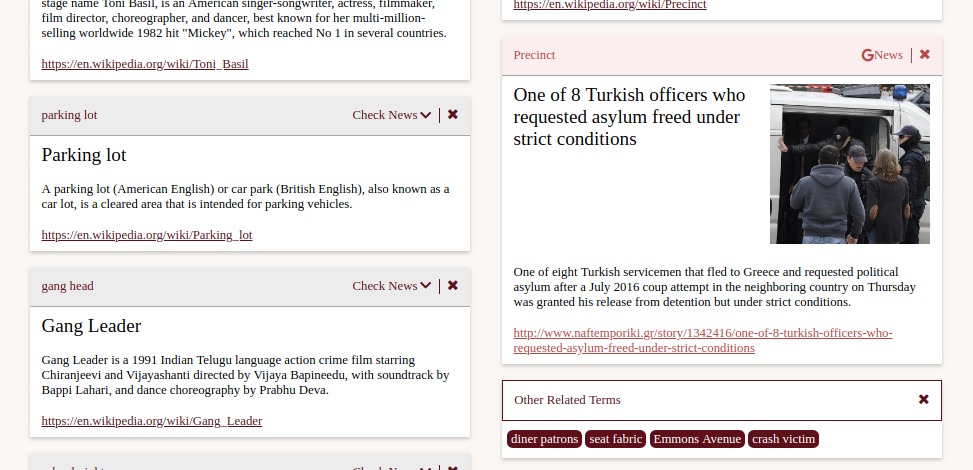 stage name Toni Basil, is an American singer-songwriter, actress, filmmaker,
film director, choreographer, and dancer, best known for her multi-million-
selling worldwide 1982 hit "Mickey", which reached No 1 in several countries.
https://en.wikipedia.org/wiki/Toni_Basil
parking lot
Check News
Parking lot
A parking lot (American English) or car park (British English), also known as a
car lot, is a cleared area that is intended for parking vehicles.
https://en.wikipedia.org/wiki/Parking_lot
gang head
Check News
Gang Leader
Gang Leader is a 1991 Indian Telugu language action crime film starring
Chiranjeevi and Vijayashanti directed by Vijaya Bapineedu, with soundtrack by
Bappi Lahari, and dance choreography by Prabhu Deva.
https://en.wikipedia.org/wiki/Gang_Leader
Check News
https://en.wikipedia.org/wiki/Precinct
Precinct
GNews
One of 8 Turkish officers who
requested asylum freed under
strict conditions
One of eight Turkish servicemen that fled to Greece and requested political
asylum after a July 2016 coup attempt in the neighboring country on Thursday
was granted his release from detention but under strict conditions.
http://www.naftemporiki.gr/story/1342416/one-of-8-turkish-officers-who-
requested-asylum-freed-under-strict-conditions
Other Related Terms
diner patrons seat fabric Emmons Avenue crash victim